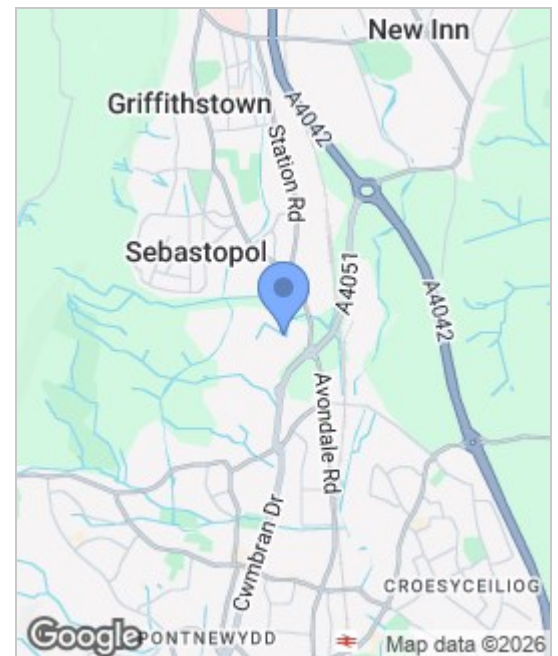 New Inn
Griffithstown
A4042
Station Rd
Sebastopol
A4051
A4042
Avondale Rd
Cwmbran Dr
CROESYCEILIOG
Google
PONTNEWYDD
Map data ©2026